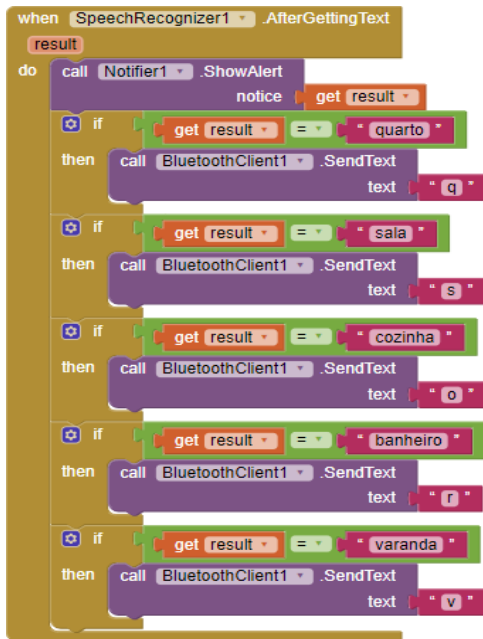 when SpeechRecognizer1 .AfterGettingText
result
do call Notifier1 .ShowAlert
notice get result
if get result = " quarto "
then call BluetoothClient1 .SendText
text " q "
if get result = " sala "
then call BluetoothClient1 .SendText
text " s "
if get result = " cozinha "
then call BluetoothClient1 .SendText
text " o "
if get result = " banheiro "
then call BluetoothClient1 .SendText
text " r "
if get result = " varanda "
then call BluetoothClient1 .SendText
text " v "